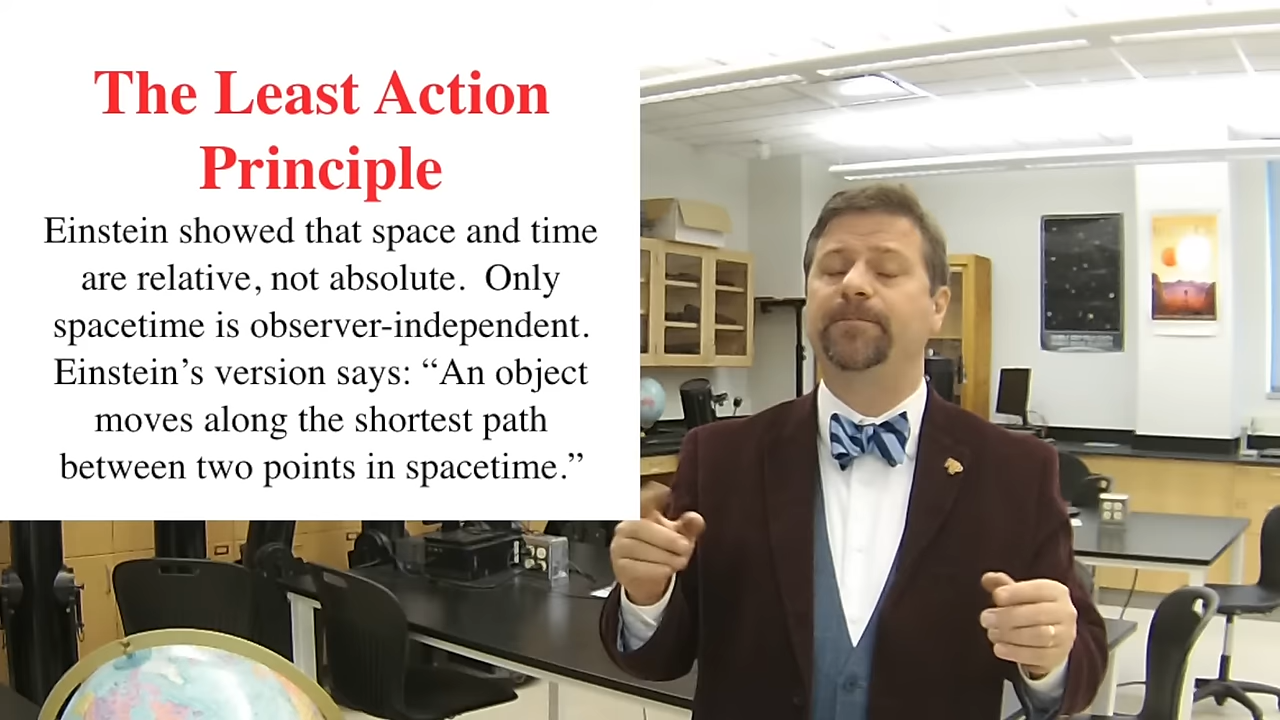 The Least Action
Principle
Einstein showed that space and time
are relative, not absolute.  Only
spacetime is observer-independent.
Einstein’s version says: “An object
moves along the shortest path
between two points in spacetime.”